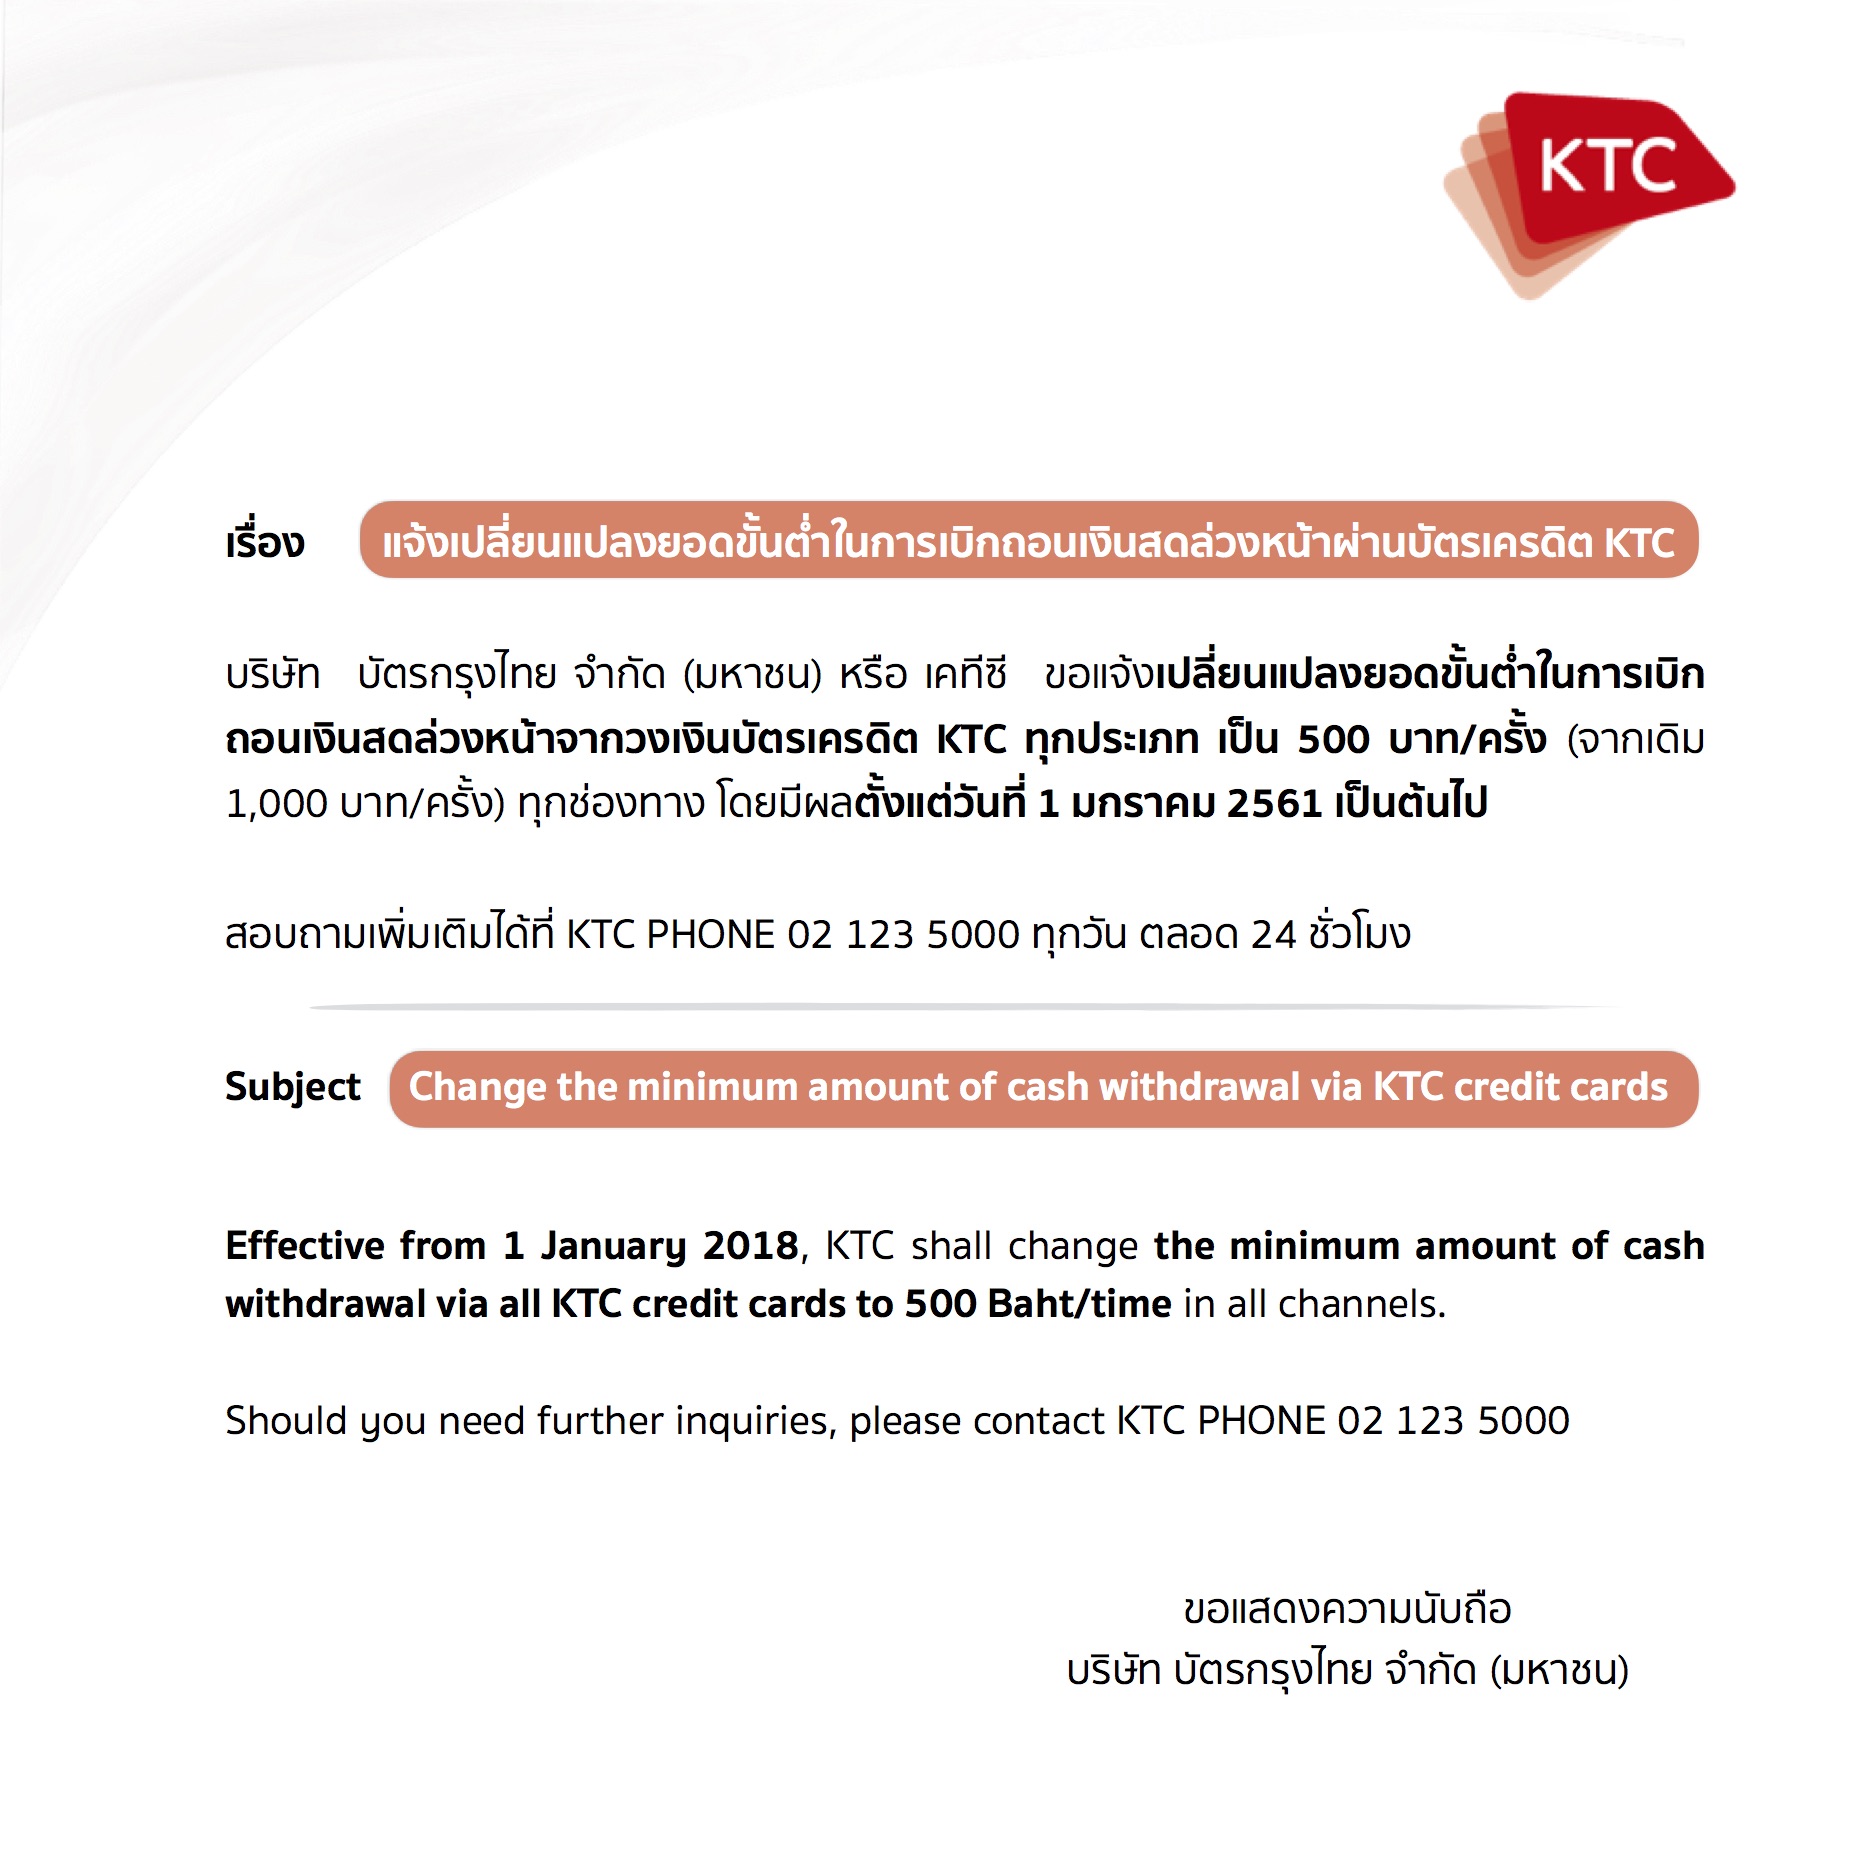 KTC
เรื่อง แจ้งเปลี่ยนแปลงยอดขั้นต่ำในการเบิกถอนเงินสดล่วงหน้าผ่านบัตรเครดิต KTC
บริษัท บัตรกรุงไทย จำกัด (มหาชน) หรือ เคทีซี ขอแจ้งเปลี่ยนแปลงยอดขั้นต่ำในการเบิก
ถอนเงินสดล่วงหน้าจากวงเงินบัตรเครดิต KTC ทุกประเภท เป็น 500 บาท/ครั้ง (จากเดิม
1,000 บาท/ครั้ง) ทุกช่องทาง โดยมีผลตั้งแต่วันที่ 1 มกราคม 2561 เป็นต้นไป
สอบถามเพิ่มเติมได้ที่ KTC PHONE 02 123 5000 ทุกวัน ตลอด 24 ชั่วโมง
Subject Change the minimum amount of cash withdrawal via KTC credit cards
Effective from 1 January 2018, KTC shall change the minimum amount of cash
withdrawal via all KTC credit cards to 500 Baht/time in all channels.
Should you need further inquiries, please contact KTC PHONE 02 123 5000
ขอแสดงความนับถือ
บริษัท บัตรกรุงไทย จำกัด (มหาชน)